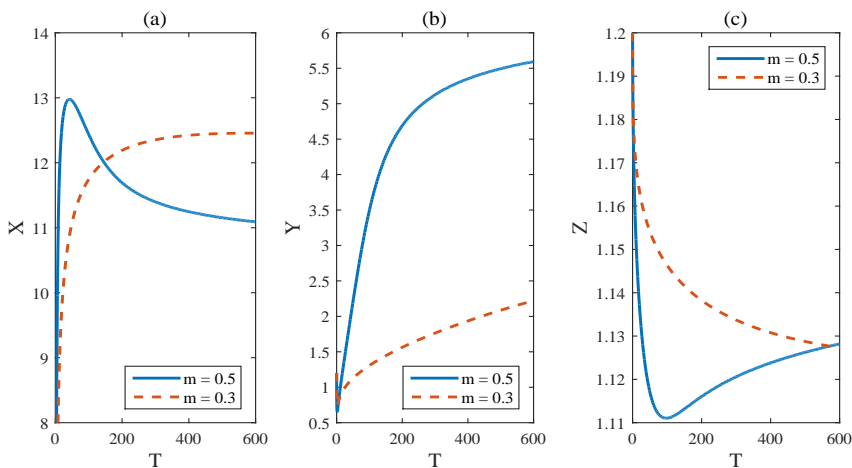 (a)
14
13
12
11
10
9
8
0
200
400
600
X
T
m = 0.5
m = 0.3
(b)
6
5.5
5
4.5
4
3.5
3
2.5
2
1.5
1
0.5
0
200
400
600
Y
T
m = 0.5
m = 0.3
(c)
1.2
1.19
1.18
1.17
1.16
1.15
1.14
1.13
1.12
1.11
0
200
400
600
Z
T
m = 0.5
m = 0.3